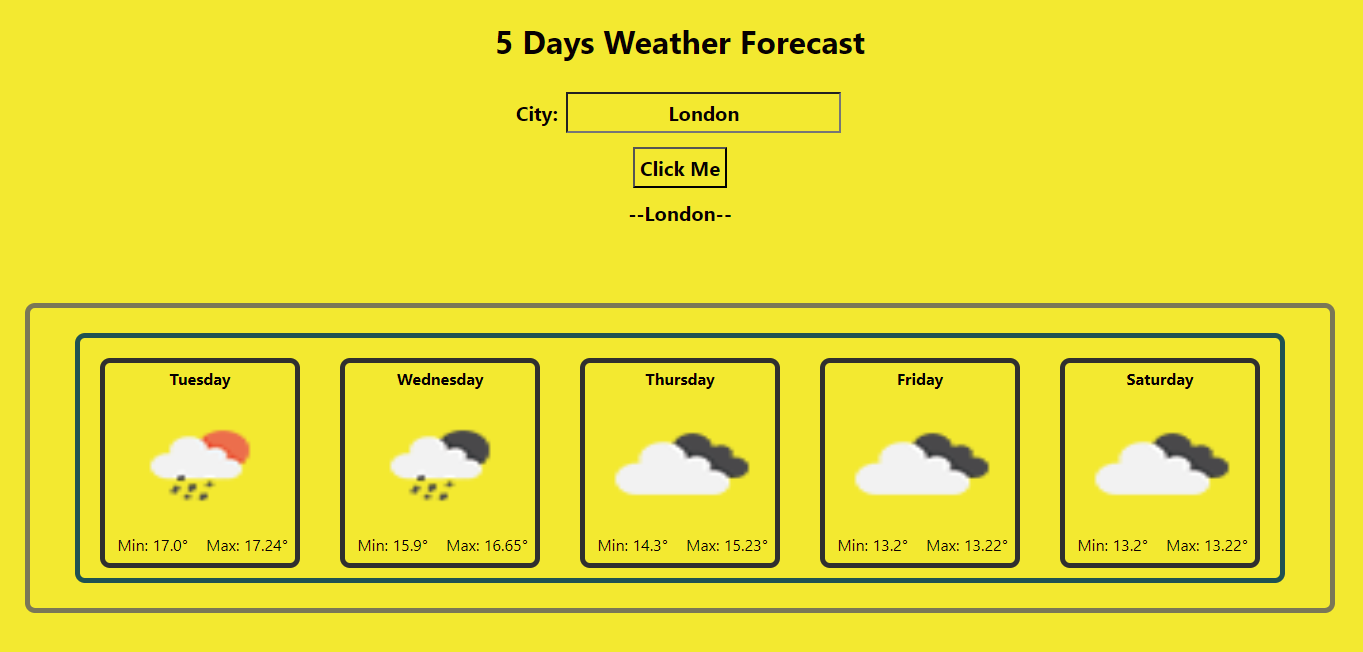 5 Days Weather Forecast
City: London
Click Me
--London--
Tuesday
Min: 17.0° Max: 17.24°
Wednesday
Min: 15.9° Max: 16.65°
Thursday
Min: 14.3° Max: 15.23°
Friday
Min: 13.2° Max: 13.22°
Saturday
Min: 13.2° Max: 13.22°